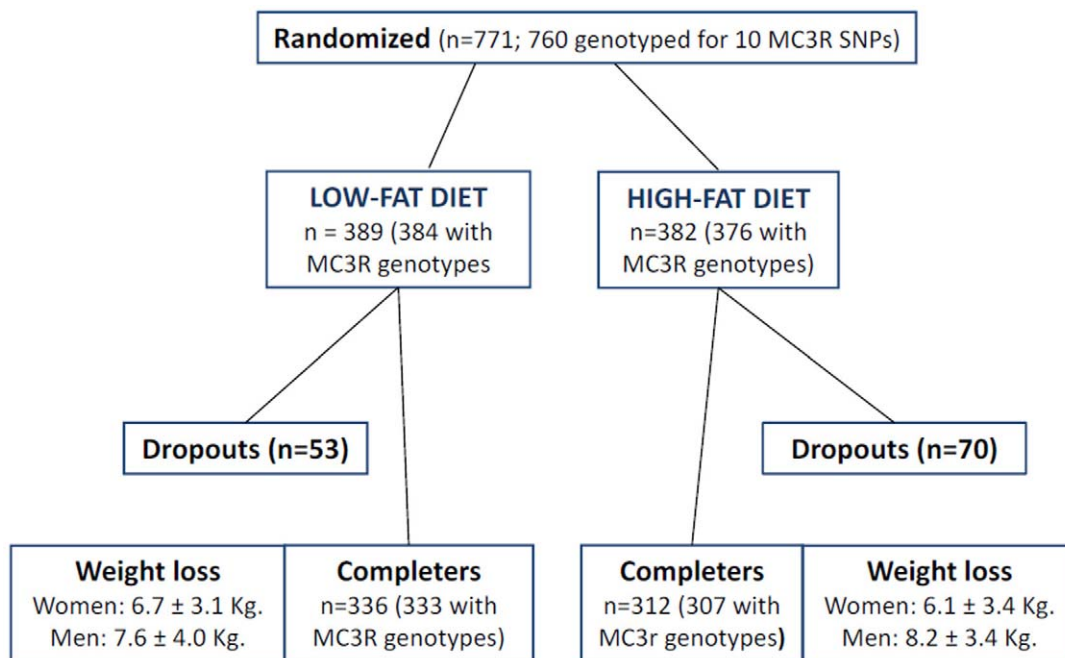 Randomized (n=771; 760 genotyped for 10 MC3R SNPs)
LOW-FAT DIET
n = 389 (384 with
MC3R genotypes
HIGH-FAT DIET
n=382 (376 with
MC3R genotypes)
Dropouts (n=53)
Dropouts (n=70)
Weight loss
Women: 6.7 ± 3.1 Kg.
Men: 7.6 ± 4.0 Kg.
Completers
n=336 (333 with
MC3R genotypes)
Completers
n=312 (307 with
MC3r genotypes)
Weight loss
Women: 6.1 ± 3.4 Kg.
Men: 8.2 ± 3.4 Kg.